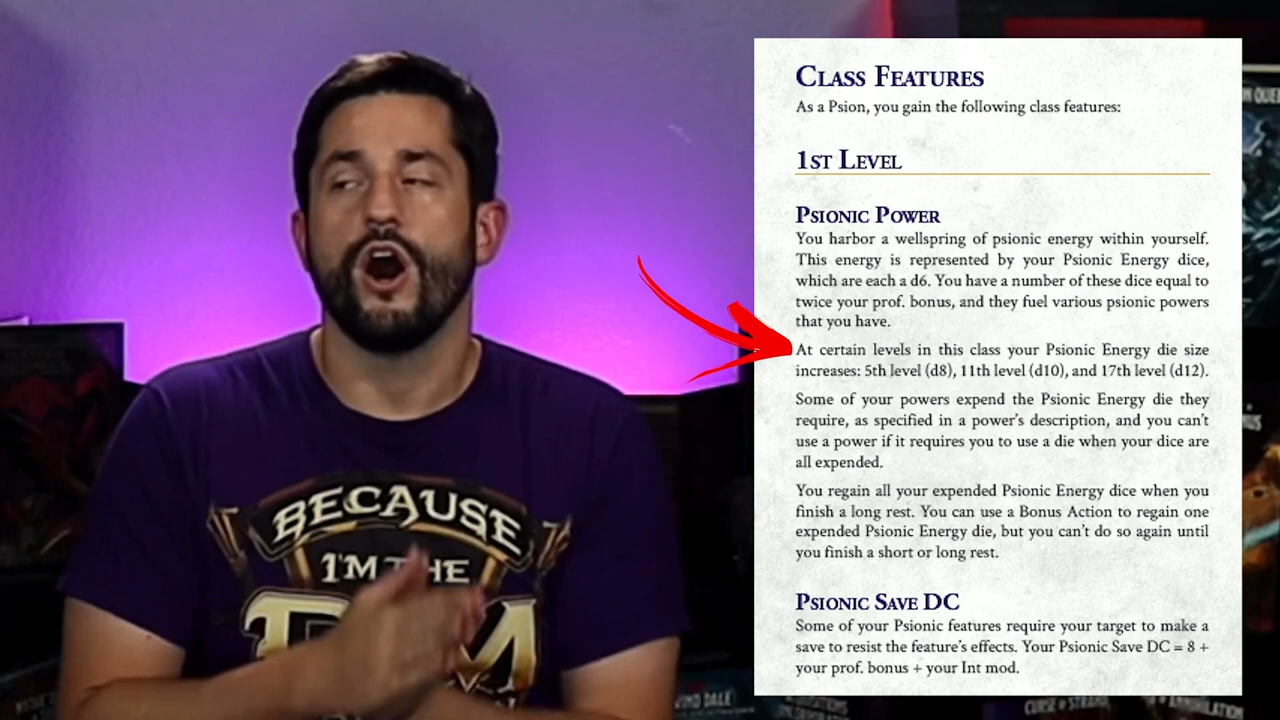 BECAUSE
I'M THE
DM
CLASS FEATURES
As a Psion, you gain the following class features:
1ST LEVEL
PSIONIC POWER
You harbor a wellspring of psionic energy within yourself.
This energy is represented by your Psionic Energy dice,
which are each a d6. You have a number of these dice equal to
twice your prof. bonus, and they fuel various psionic powers
that you have.
At certain levels in this class your Psionic Energy die size
increases: 5th level (d8), 11th level (d10), and 17th level (d12).
Some of your powers expend the Psionic Energy die they
require, as specified in a power's description, and you can't
use a power if it requires you to use a die when your dice are
all expended.
You regain all your expended Psionic Energy dice when you
finish a long rest. You can use a Bonus Action to regain one
expended Psionic Energy die, but you can't do so again until
you finish a short or long rest.
PSIONIC SAVE DC
Some of your Psionic features require your target to make a
save to resist the feature's effects. Your Psionic Save DC = 8 +
your prof. bonus + your Int mod.
CURSE OF STRAHD